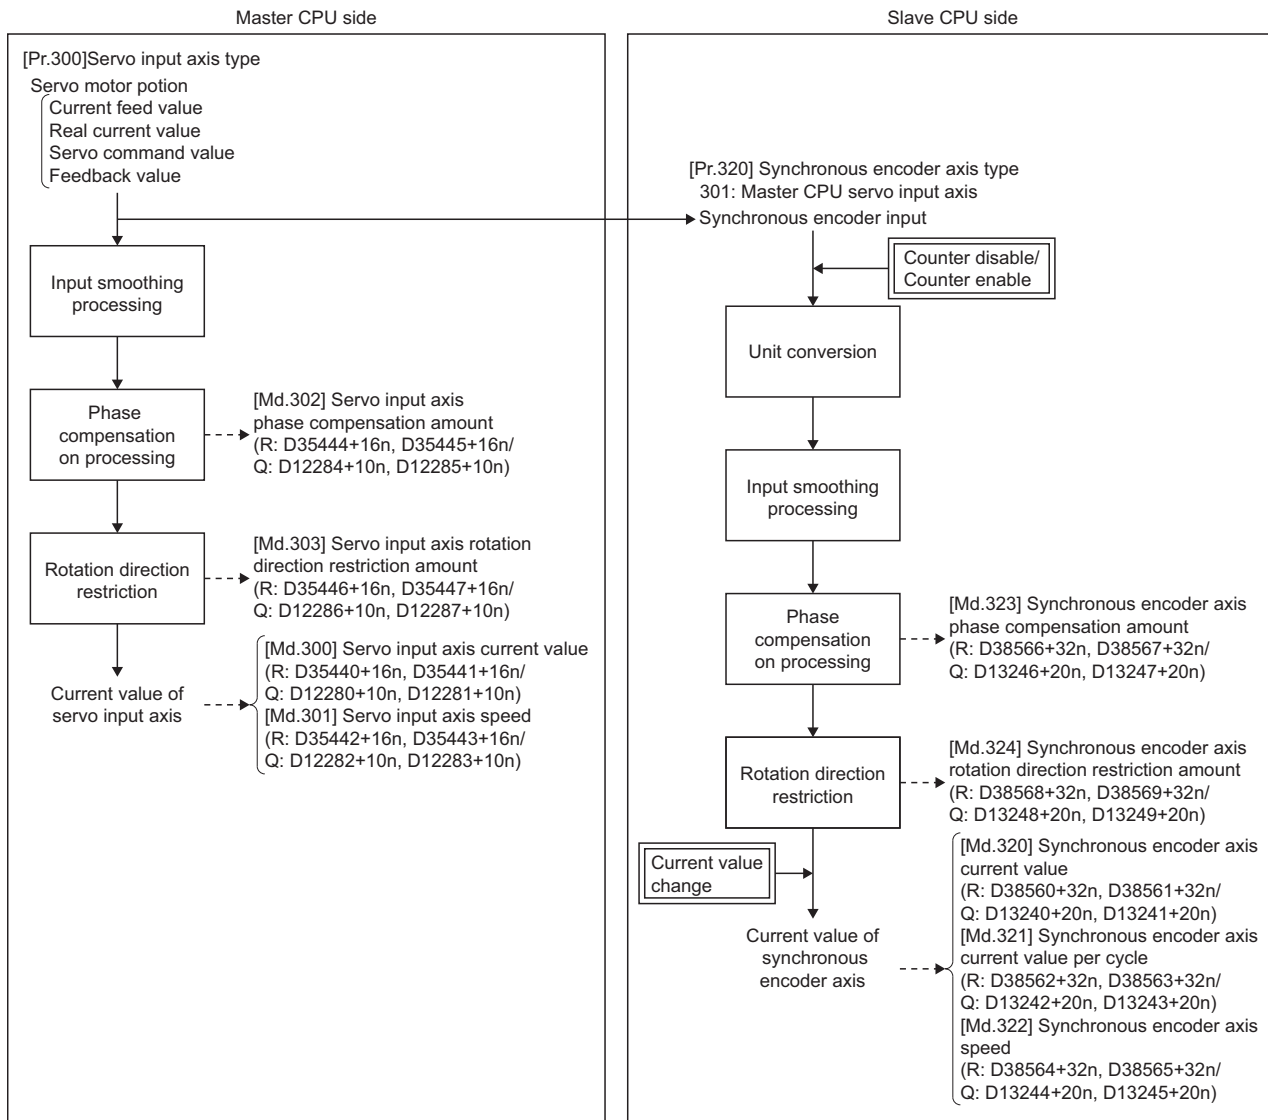 Master CPU side
[Pr.300]Servo input axis type
Servo motor potion
Current feed value
Real current value
Servo command value
Feedback value
Input smoothing
processing
Phase
compensation
on processing
[Md.302] Servo input axis
phase compensation amount
(R: D35444+16n, D35445+16n/
Q: D12284+10n, D12285+10n)
Rotation direction
restriction
[Md.303] Servo input axis rotation
direction restriction amount
(R: D35446+16n, D35447+16n/
Q: D12286+10n, D12287+10n)
Current value of
servo input axis
[Md.300] Servo input axis current value
(R: D35440+16n, D35441+16n/
Q: D12280+10n, D12281+10n)
[Md.301] Servo input axis speed
(R: D35442+16n, D35443+16n/
Q: D12282+10n, D12283+10n)
Slave CPU side
[Pr.320] Synchronous encoder axis type
301: Master CPU servo input axis
Synchronous encoder input
Counter disable/
Counter enable
Unit conversion
Input smoothing
processing
Phase
compensation
on processing
[Md.323] Synchronous encoder axis
phase compensation amount
(R: D38566+32n, D38567+32n/
Q: D13246+20n, D13247+20n)
Rotation direction
restriction
[Md.324] Synchronous encoder axis
rotation direction restriction amount
(R: D38568+32n, D38569+32n/
Q: D13248+20n, D13249+20n)
Current value
change
Current value of
synchronous
encoder axis
[Md.320] Synchronous encoder axis
current value
(R: D38560+32n, D38561+32n/
Q: D13240+20n, D13241+20n)
[Md.321] Synchronous encoder axis
current value per cycle
(R: D38562+32n, D38563+32n/
Q: D13242+20n, D13243+20n)
[Md.322] Synchronous encoder axis
speed
(R: D38564+32n, D38565+32n/
Q: D13244+20n, D13245+20n)